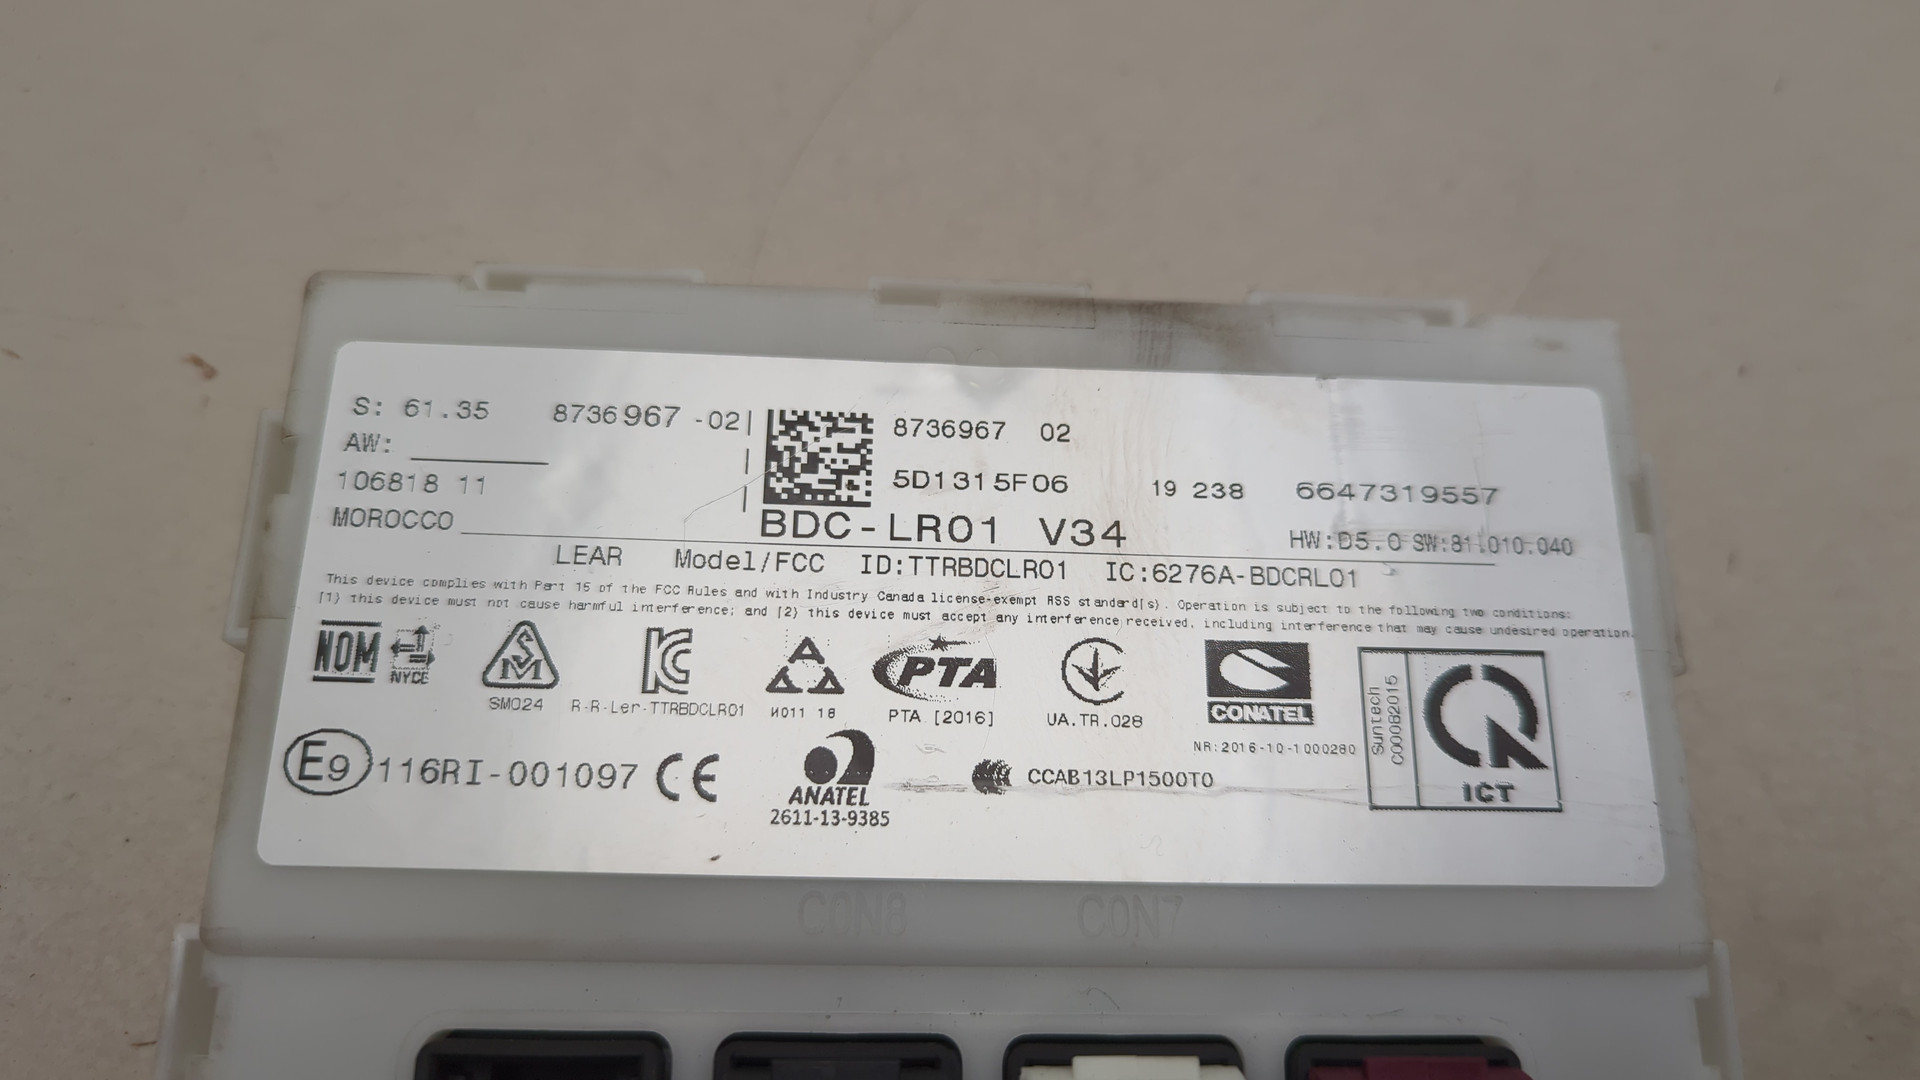 S: 61.35 8736967 -02
8736967 02
AW:
106818 11
5D1315F06 19 238 6647319557
MOROCCO
BDC-LR01 V34
HW:D5.0 SW:81.010.040
LEAR Model/FCC ID:TTRBDCLR01 IC:6276A-BDCRL01
This device complies with Part 15 of the FCC Rules and with Industry Canada license-exempt RSS standard(s). Operation is subject to the following two conditions:
(1) this device must not cause harmful interference; and (2) this device must accept any interference received, including interference that may cause undesired operation.
NOM NYCE
SM
SM024
KC
R-R-Ler-TTRBDCLR01
И011 18
PTA
PTA [2016]
UA.TR.028
CONATEL
NR:2016-10-1000280
Suntech
C00082015
ICT
E9 116RI-001097 CE
ANATEL
2611-13-9385
CCAB13LP1500T0
CON8 CON7